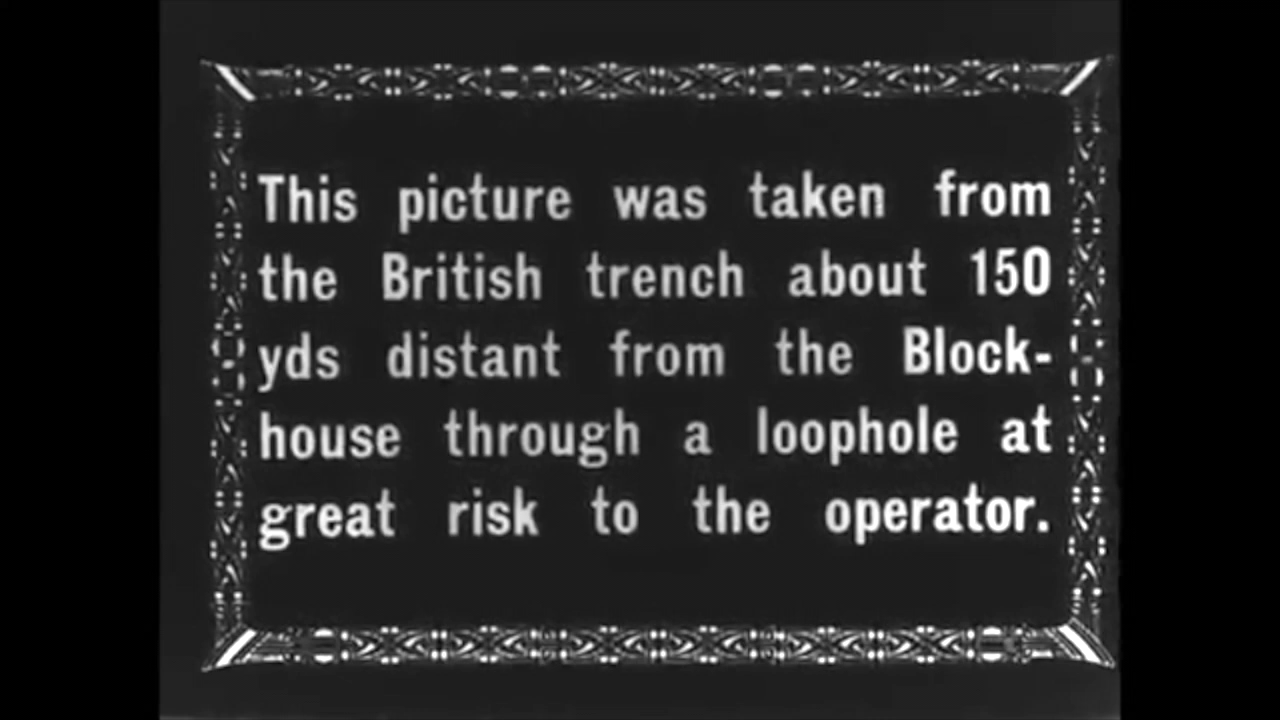 This picture was taken from
the British trench about 150
yds distant from the Block-
house through a loophole at
great risk to the operator.